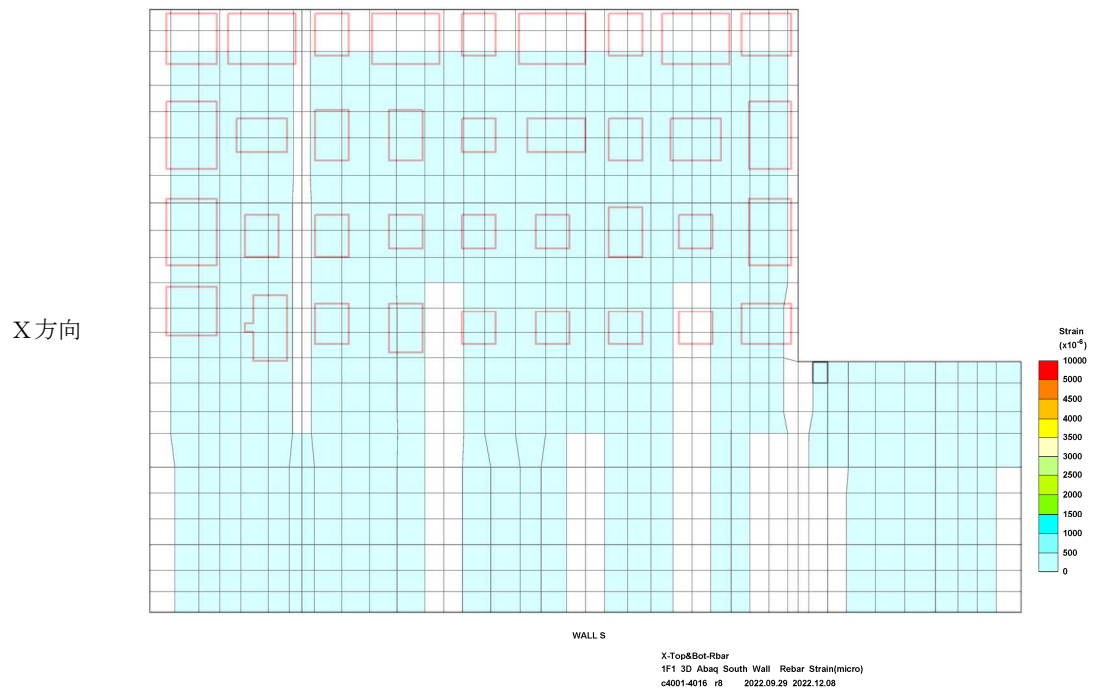 X方向
Strain
(x10⁻⁶)
10000
5000
4500
4000
3500
3000
2500
2000
1500
1000
500
0
WALL S
X-Top&Bot-Rbar
1F1 3D Abaq South Wall Rebar Strain(micro)
c4001-4016 r8 2022.09.29 2022.12.08